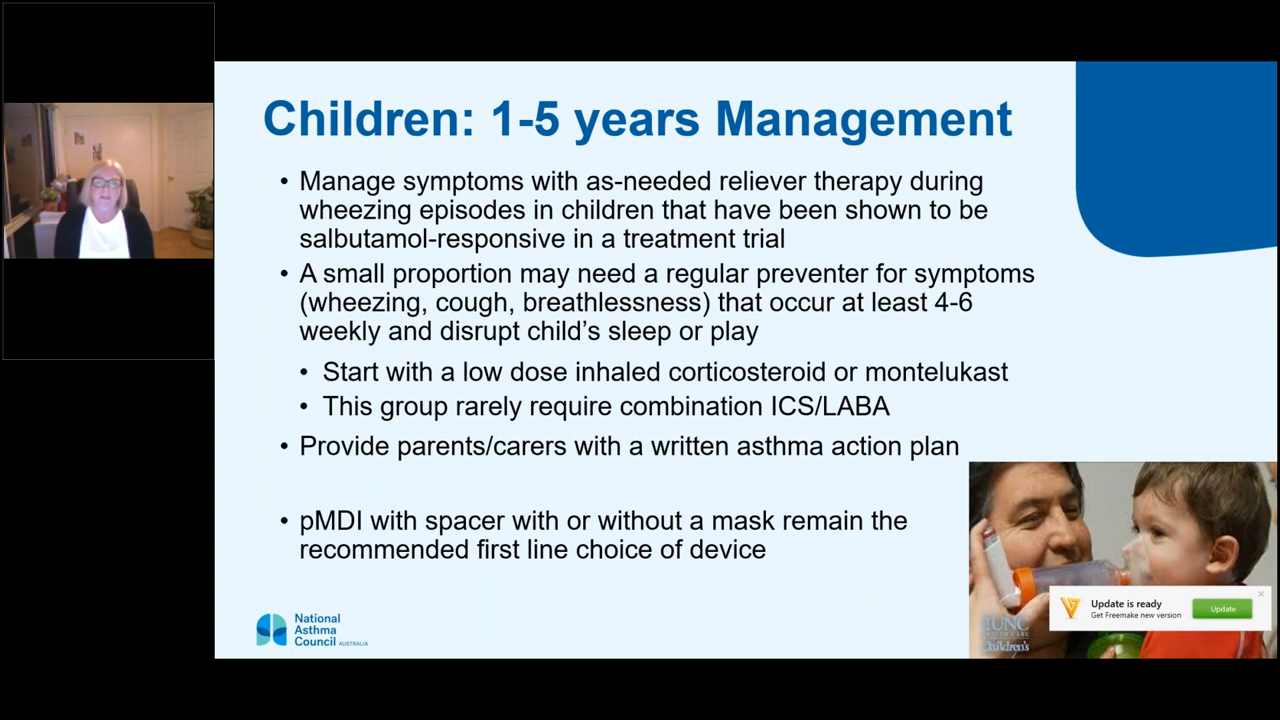 Children: 1-5 years Management
• Manage symptoms with as-needed reliever therapy during
wheezing episodes in children that have been shown to be
salbutamol-responsive in a treatment trial
• A small proportion may need a regular preventer for symptoms
(wheezing, cough, breathlessness) that occur at least 4-6
weekly and disrupt child’s sleep or play
• Start with a low dose inhaled corticosteroid or montelukast
• This group rarely require combination ICS/LABA
• Provide parents/carers with a written asthma action plan
• pMDI with spacer with or without a mask remain the
recommended first line choice of device
National
Asthma
Council AUSTRALIA
Update is ready
Get Freemake new version
Update
UNC
Children's